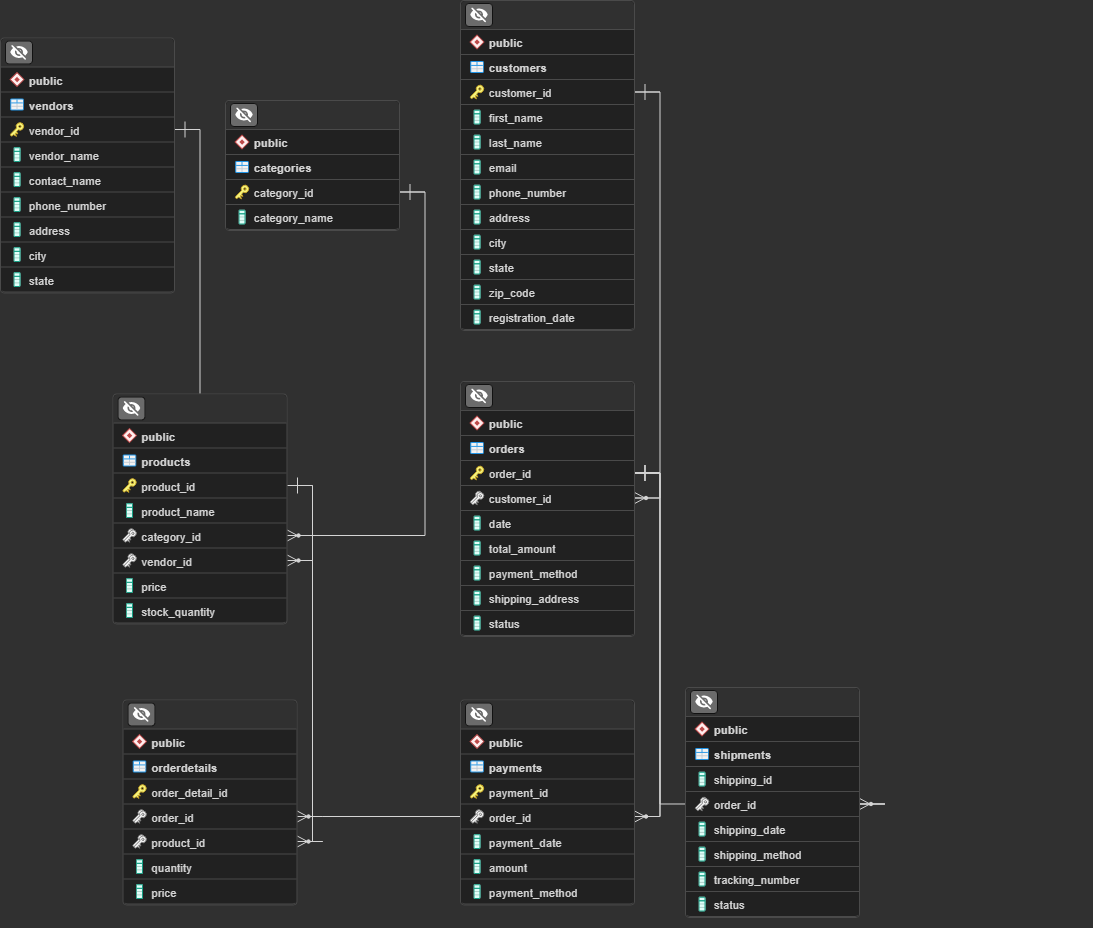 public
vendors
vendor_id
vendor_name
contact_name
phone_number
address
city
state
public
categories
category_id
category_name
public
customers
customer_id
first_name
last_name
email
phone_number
address
city
state
zip_code
registration_date
public
products
product_id
product_name
category_id
vendor_id
price
stock_quantity
public
orders
order_id
customer_id
date
total_amount
payment_method
shipping_address
status
public
orderdetails
order_detail_id
order_id
product_id
quantity
price
public
payments
payment_id
order_id
payment_date
amount
payment_method
public
shipments
shipping_id
order_id
shipping_date
shipping_method
tracking_number
status